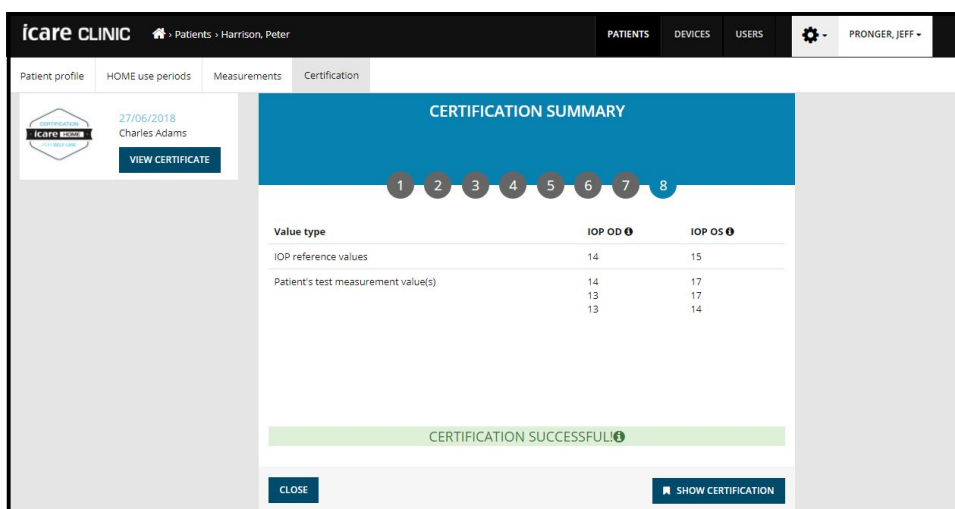 icare CLINIC › Patients › Harrison, Peter PATIENTS DEVICES USERS PRONGER, JEFF
Patient profile HOME use periods Measurements Certification
CERTIFICATION
icare HOME
FOR SELF-USE
27/06/2018
Charles Adams
VIEW CERTIFICATE
CERTIFICATION SUMMARY
1 2 3 4 5 6 7 8
Value type IOP OD IOP OS
IOP reference values 14 15
Patient's test measurement value(s) 14 17
13 17
13 14
CERTIFICATION SUCCESSFUL!
CLOSE SHOW CERTIFICATION